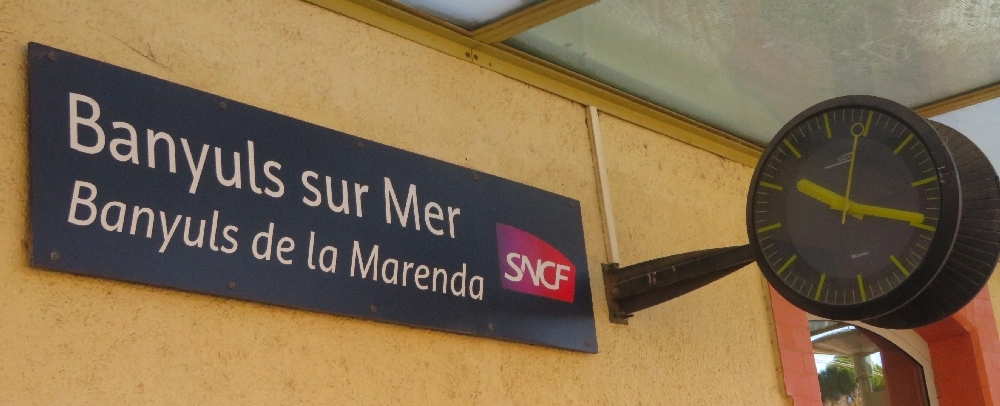 Banyuls sur Mer
Banyuls de la Marenda
SNCF